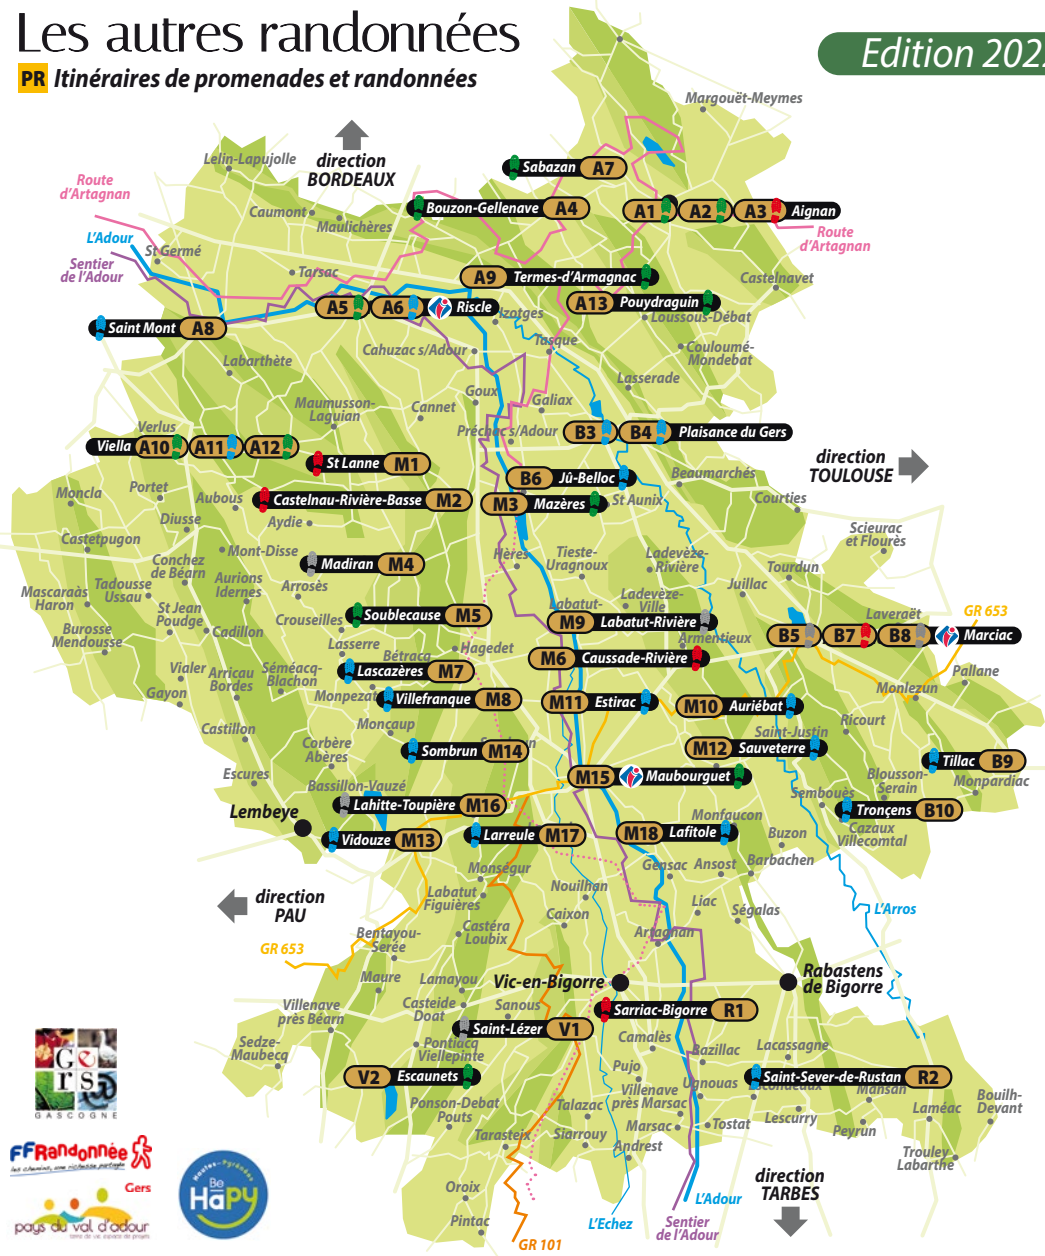 Les autres randonnées
PR Itinéraires de promenades et randonnées
Edition 202
Margouët-Meymes
direction
BORDEAUX
Lelin-Lapujolle
Sabazan A7
Route
d'Artagnan
Caumont
Maulichères
Bouzon-Gellenave A4
A1 A2 A3 Aignan
Route
d'Artagnan
L'Adour
St Germé
Sentier
de l'Adour
Tarsac
A9 Termes-d'Armagnac
Castelnavet
A13 Pouydraguin
A5 A6 Riscle
Izotges
Loussous-Débat
Saint Mont A8
Tasque
Cahuzac s/Adour
Couloumé-
Mondebat
Labarthète
Lasserade
Goux
Galiax
Maumusson-
Laguian
Cannet
Verlus
Préchac s/Adour
B3 B4 Plaisance du Gers
Viella A10 A11 A12
St Lanne M1
direction
TOULOUSE
B6 Jû-Belloc
Beaumarchés
Moncla
Portet
Aubous
Castelnau-Rivière-Basse M2
M3 Mazères
St Aunix
Courties
Diusse
Aydie
Castetpugon
Scieurac
et Flourès
Mont-Disse
Conchez
de Béarn
Madiran M4
Hères
Tieste-
Uragnoux
Ladevèze-
Rivière
Tourdun
Mascaraàs
Haron
Tadousse
Ussau
Aurions
Idernes
Arrosès
Juillac
St Jean
Poudge
Crouseilles
Soublecause M5
Labatut-
Ladevèze-
Ville
M9 Labatut-Rivière
Laveraët
GR 653
Burosse
Mendousse
Cadillon
Armentieux
B5 B7 B8 Marciac
Lasserre
Bétracq
Hagedet
M6 Caussade-Rivière
Vialer
Arricau
Bordes
Séméacq-
Blachon
Lascazères M7
Pallane
Gayon
Monpezat
Villefranque M8
M11 Estirac
M10 Auriébat
Monlezun
Castillon
Moncaup
Saint-Justin
Ricourt
Corbère
Abères
Sombrun M14
M12 Sauveterre
Tillac B9
Escures
Bassillon-Vauzé
M15 Maubourguet
Blousson-
Serain
Monpardiac
Sembouès
Lembeye
Lahitte-Toupière M16
Monfaucon
Tronçens B10
Vidouze M13
Larreule M17
M18 Lafitole
Buzon
Cazaux
Villecomtal
Monségur
Gensac
Ansost
Barbachen
direction
PAU
Labatut
Figuières
Nouilhan
Liac
L'Arros
Caixon
Ségalas
GR 653
Bentayou-
Serée
Castéra
Loubix
Artagnan
Maure
Lamayou
Vic-en-Bigorre
Rabastens
de Bigorre
Villenave
près Béarn
Casteide
Doat
Sanous
Sarriac-Bigorre R1
Saint-Lézer V1
Sedze-
Maubecq
Pontiacq
Viellepinte
Camalès
Bazillac
Lacassagne
V2 Escaunets
Pujo
Ugnouas
Saint-Sever-de-Rustan R2
Escondeaux
Mansan
Villenave
près Marsac
Ponson-Debat
Pouts
Talazac
Lescurry
Laméac
Bouilh-
Devant
Marsac
Tostat
Peyrun
Tarasteix
Siarrouy
Andrest
Trouley
Labarthe
Oroix
direction
TARBES
Pintac
L'Echez
L'Adour
Sentier
de l'Adour
GR 101
Gers
GASCOGNE
FFRandonnée
les chemins, une richesse partagée
Gers
pays du val d'adour
terre de vie, espace de projets
Hautes-Pyrénées
Be
HaPy